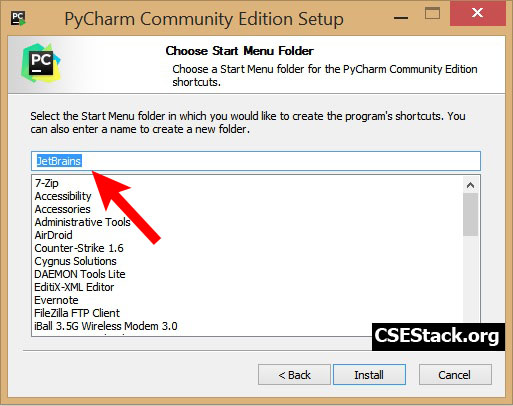 PyCharm Community Edition Setup
PC
Choose Start Menu Folder
Choose a Start Menu folder for the PyCharm Community Edition
shortcuts.
Select the Start Menu folder in which you would like to create the program's shortcuts. You
can also enter a name to create a new folder.
JetBrains
7-Zip
Accessibility
Accessories
Administrative Tools
AirDroid
Counter-Strike 1.6
Cygnus Solutions
DAEMON Tools Lite
EditiX-XML Editor
Evernote
FileZilla FTP Client
iBall 3.5G Wireless Modem 3.0
CSEStack.org
< Back
Install
Cancel